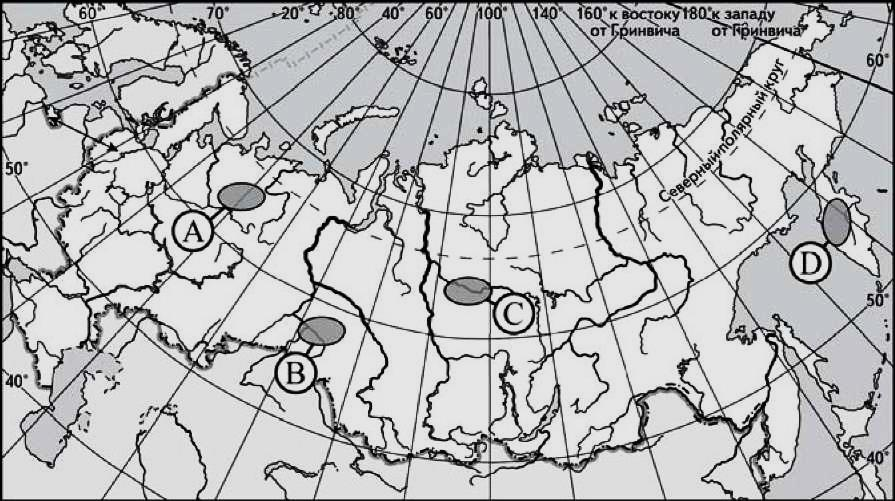 60° 20° 80 40° 60° 100° 140° 160° к востоку 180° к западу
от Гринвича от Гринвича
60°
Северный полярный круг
50°
A
D
C
50°
B
40°
40°